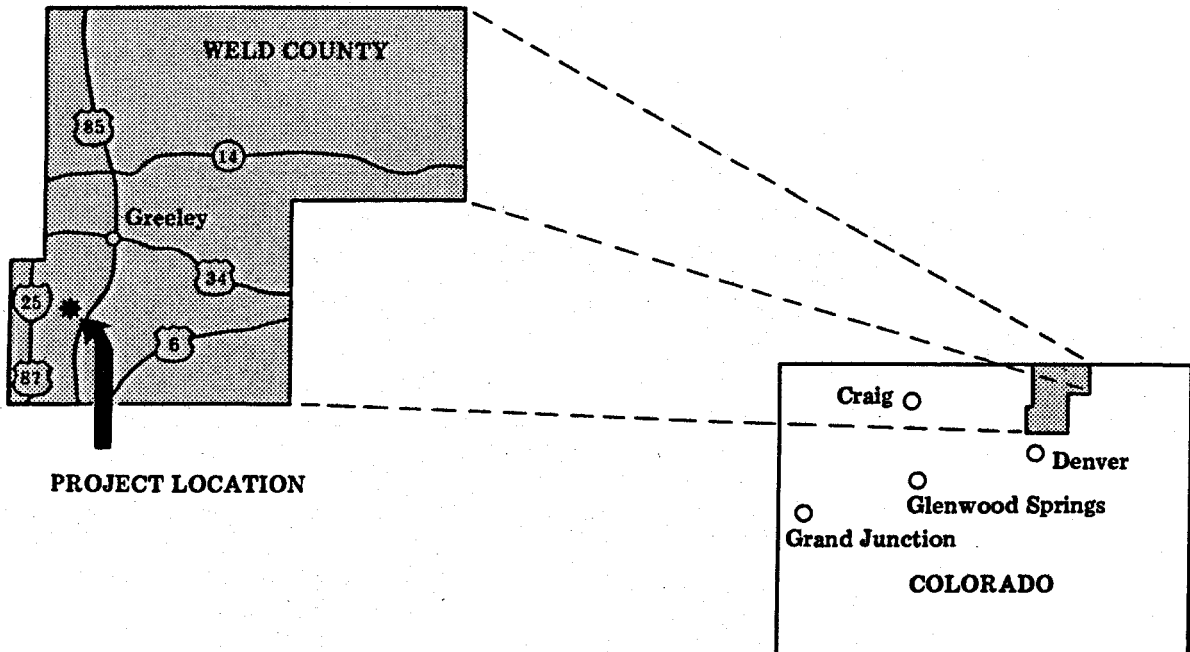 WELD COUNTY
85
14
Greeley
34
25
6
87
PROJECT LOCATION
Craig
Denver
Glenwood Springs
Grand Junction
COLORADO